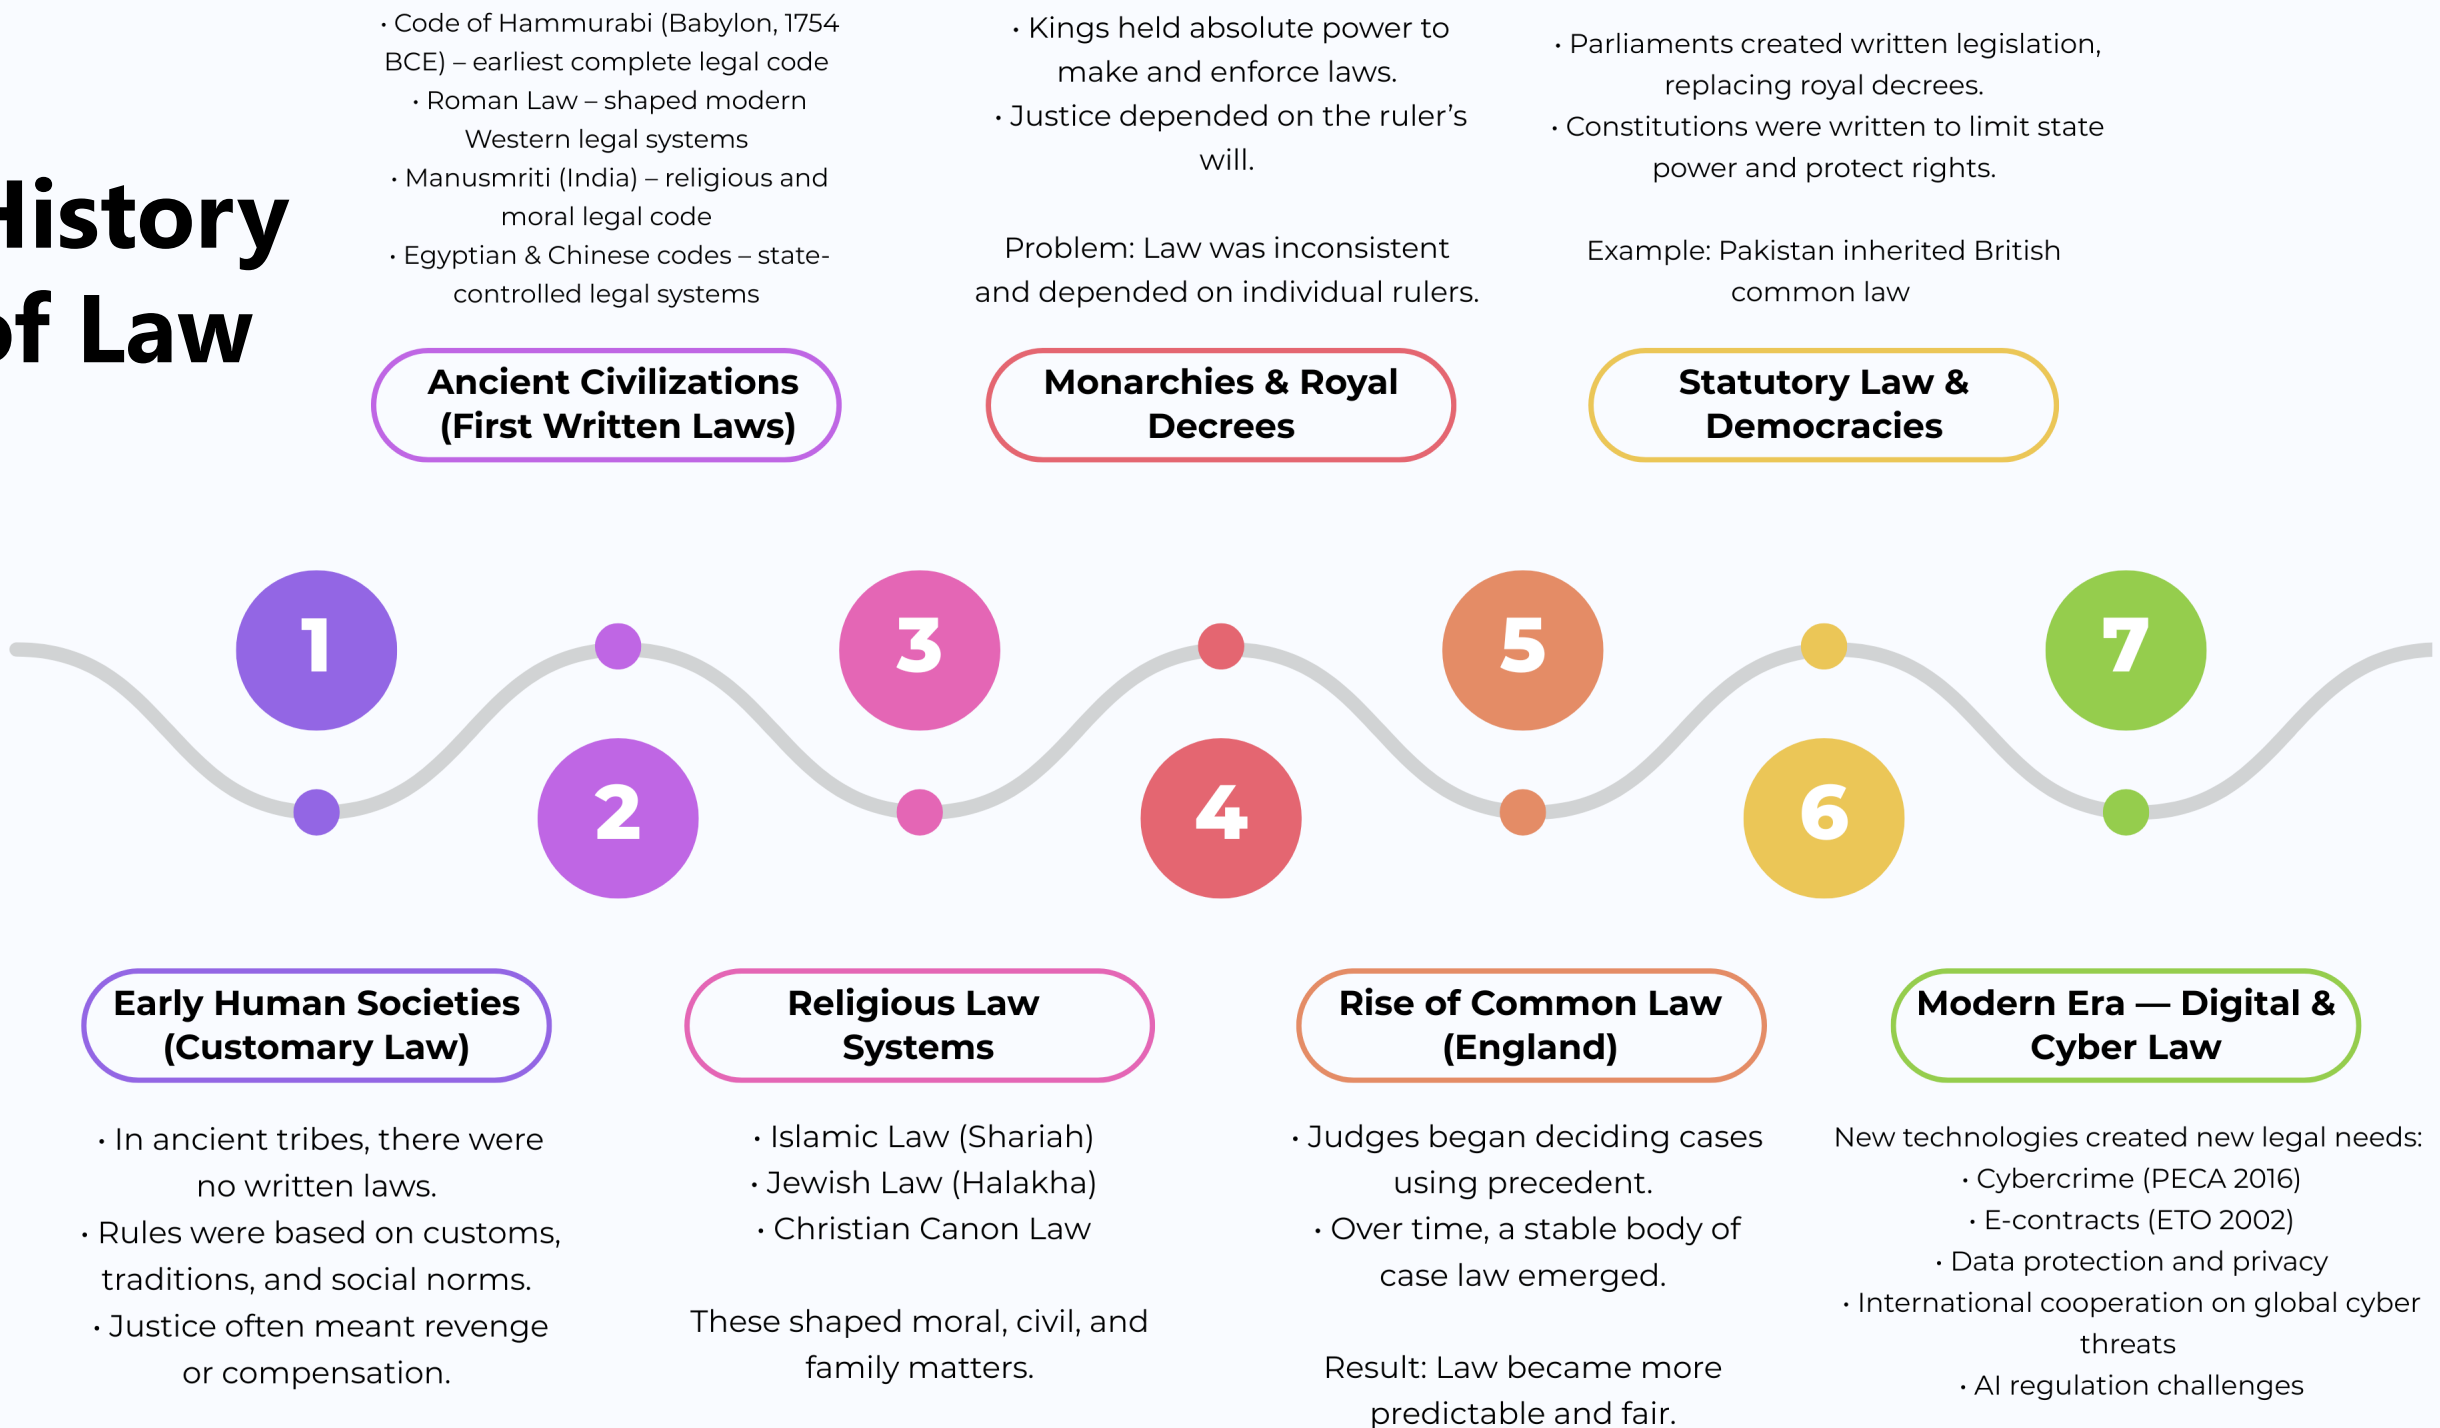 History
of Law
• Code of Hammurabi (Babylon, 1754
BCE) – earliest complete legal code
• Roman Law – shaped modern
Western legal systems
• Manusmriti (India) – religious and
moral legal code
• Egyptian & Chinese codes – state-
controlled legal systems
Ancient Civilizations
(First Written Laws)
• Kings held absolute power to
make and enforce laws.
• Justice depended on the ruler’s
will.
Problem: Law was inconsistent
and depended on individual rulers.
Monarchies & Royal
Decrees
• Parliaments created written legislation,
replacing royal decrees.
• Constitutions were written to limit state
power and protect rights.
Example: Pakistan inherited British
common law
Statutory Law &
Democracies
1
2
3
4
5
6
7
Early Human Societies
(Customary Law)
• In ancient tribes, there were
no written laws.
• Rules were based on customs,
traditions, and social norms.
• Justice often meant revenge
or compensation.
Religious Law
Systems
• Islamic Law (Shariah)
• Jewish Law (Halakha)
• Christian Canon Law
These shaped moral, civil, and
family matters.
Rise of Common Law
(England)
• Judges began deciding cases
using precedent.
• Over time, a stable body of
case law emerged.
Result: Law became more
predictable and fair.
Modern Era — Digital &
Cyber Law
New technologies created new legal needs:
• Cybercrime (PECA 2016)
• E-contracts (ETO 2002)
• Data protection and privacy
• International cooperation on global cyber
threats
• AI regulation challenges